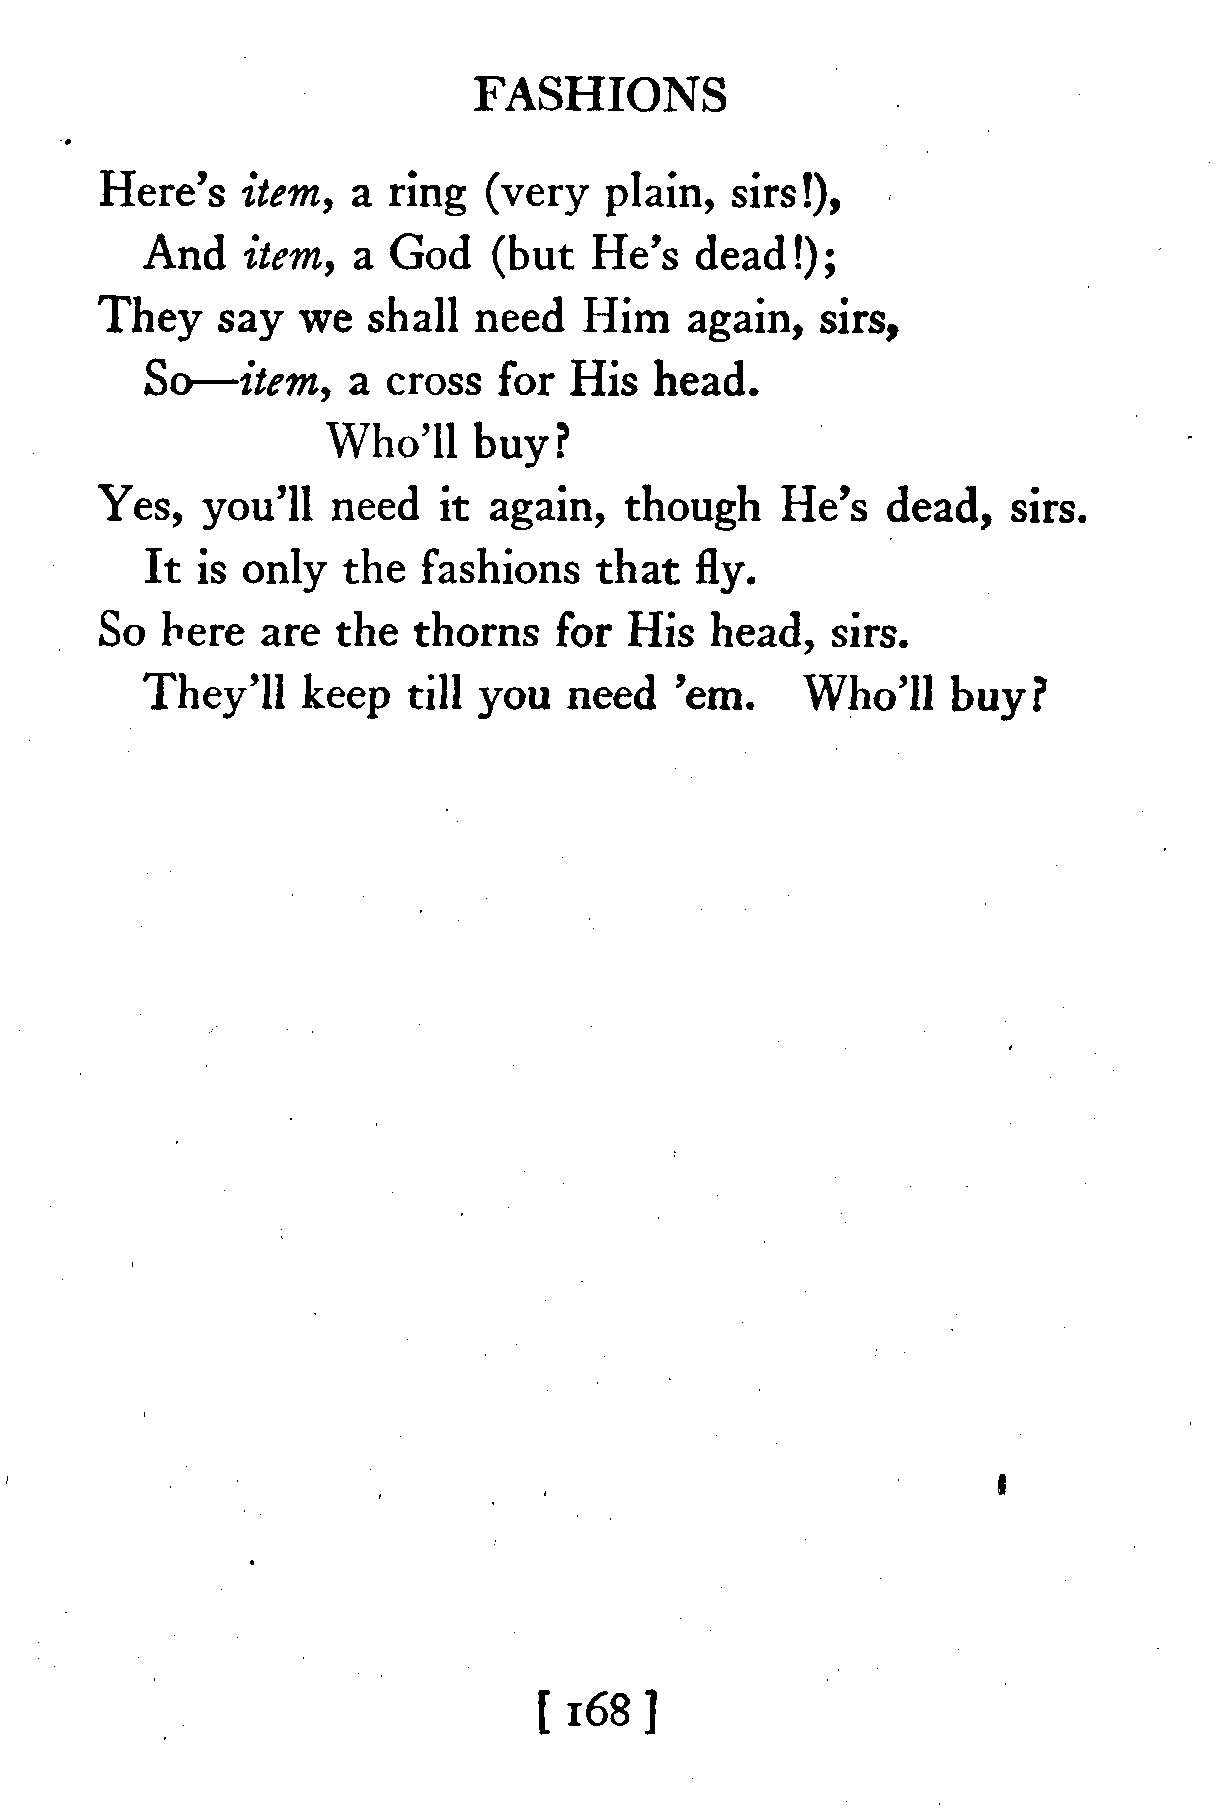 FASHIONS
Here's item, a ring (very plain, sirs!),
And item, a God (but He's dead!);
They say we shall need Him again, sirs,
So—item, a cross for His head.
Who'll buy?
Yes, you'll need it again, though He's dead, sirs.
It is only the fashions that fly.
So here are the thorns for His head, sirs.
They'll keep till you need 'em. Who'll buy?
[ 168 ]